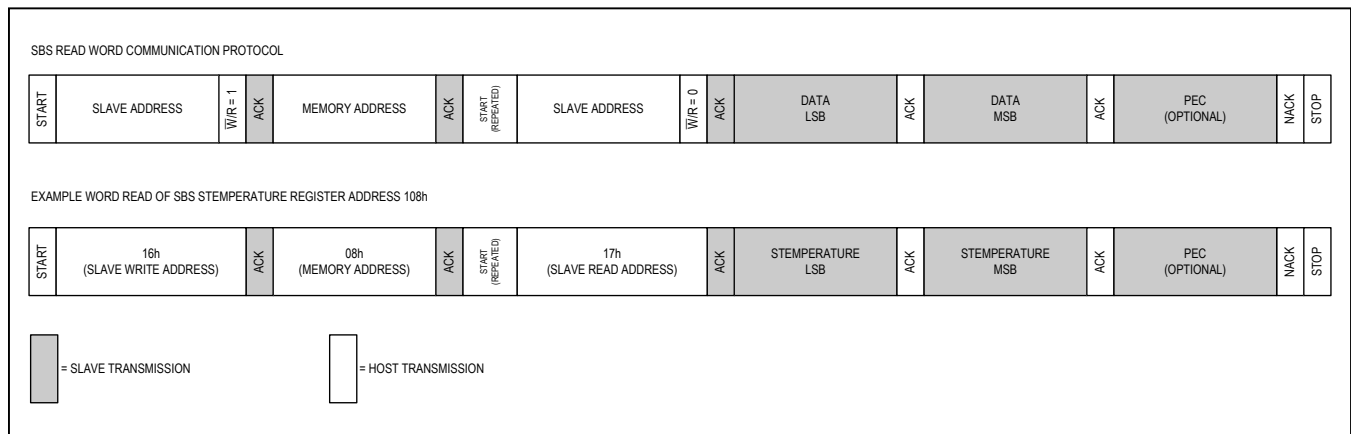 SBS READ WORD COMMUNICATION PROTOCOL
START
SLAVE ADDRESS
W̅/R = 1
ACK
MEMORY ADDRESS
ACK
START
(REPEATED)
SLAVE ADDRESS
W̅/R = 0
ACK
DATA
LSB
ACK
DATA
MSB
ACK
PEC
(OPTIONAL)
NACK
STOP
EXAMPLE WORD READ OF SBS STEMPERATURE REGISTER ADDRESS 108h
START
16h
(SLAVE WRITE ADDRESS)
ACK
08h
(MEMORY ADDRESS)
ACK
START
(REPEATED)
17h
(SLAVE READ ADDRESS)
ACK
STEMPERATURE
LSB
ACK
STEMPERATURE
MSB
ACK
PEC
(OPTIONAL)
NACK
STOP
= SLAVE TRANSMISSION
= HOST TRANSMISSION